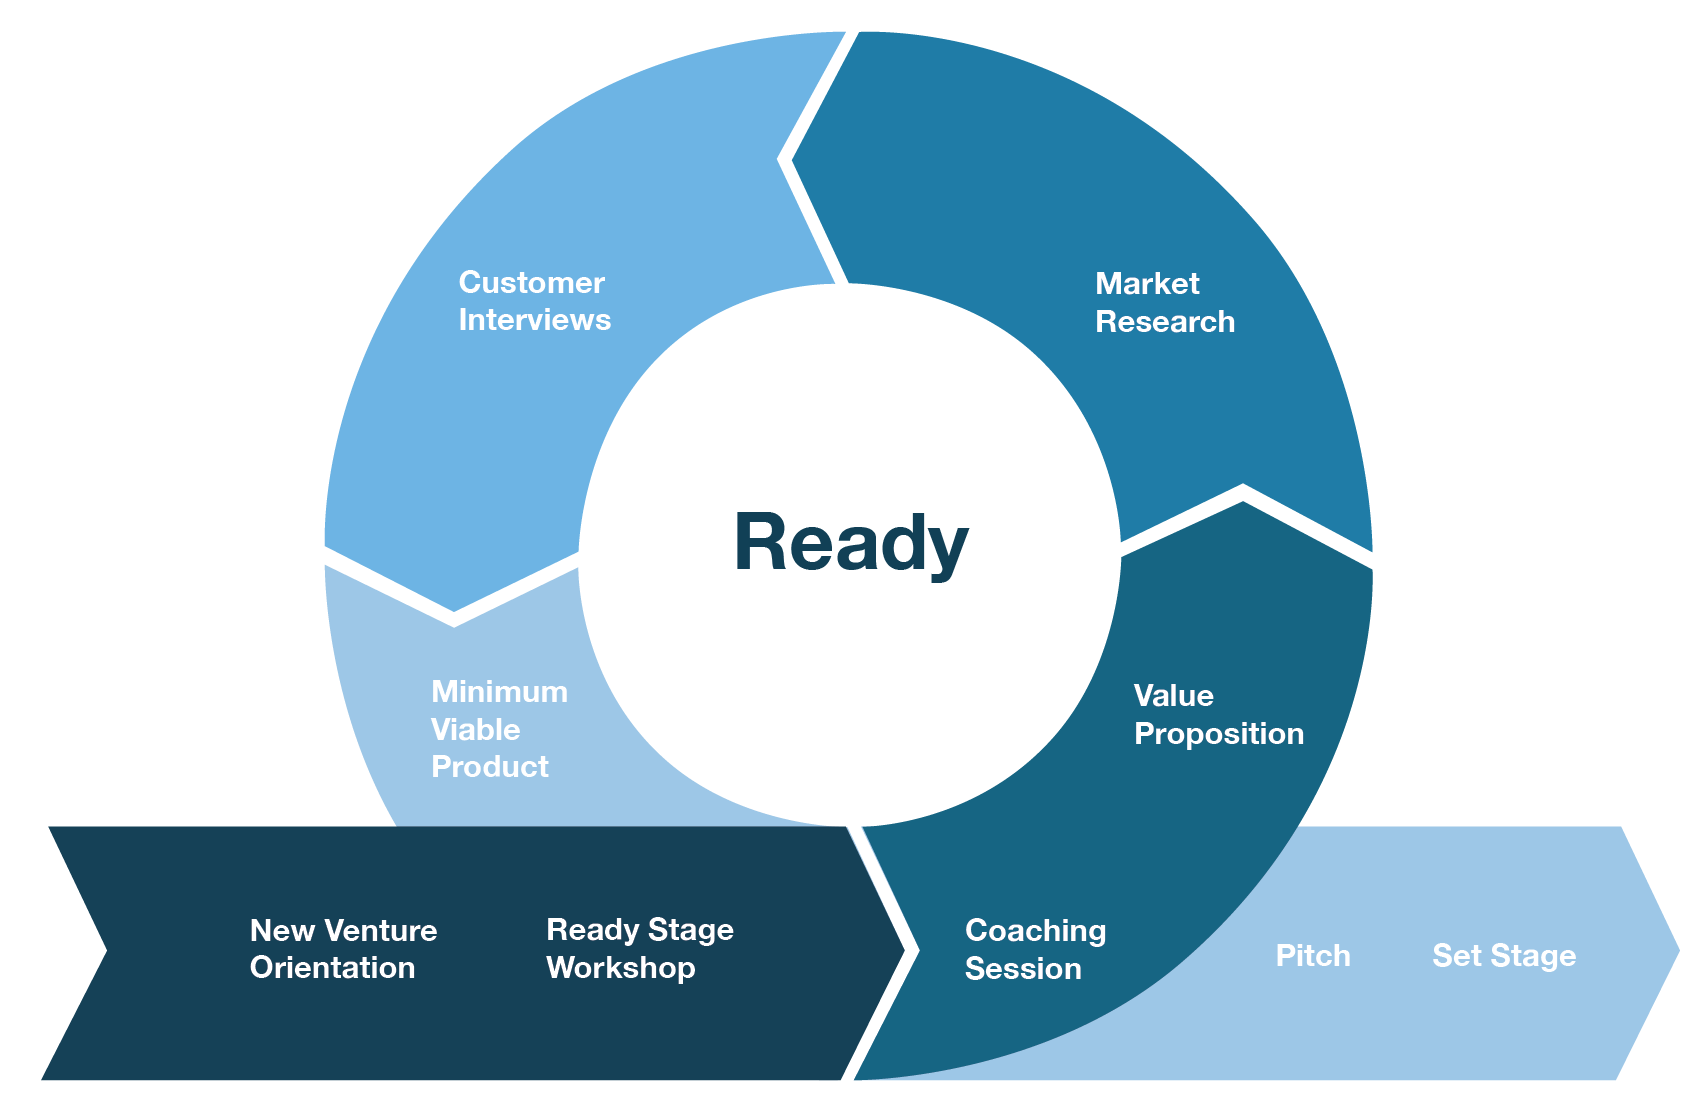 Customer
Interviews
Market
Research
Ready
Minimum
Viable
Product
Value
Proposition
New Venture
Orientation
Ready Stage
Workshop
Coaching
Session
Pitch
Set Stage